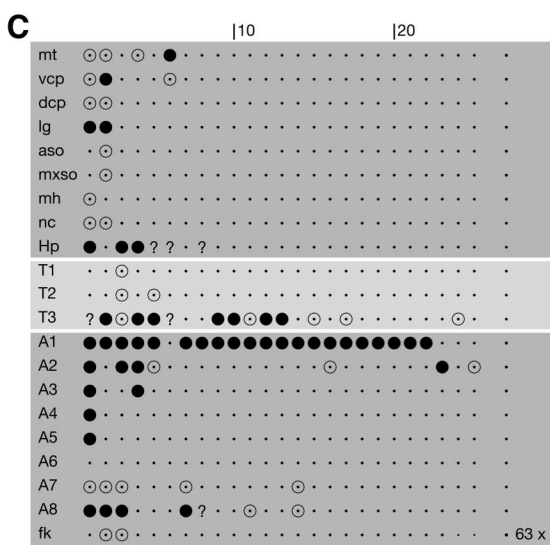 C
|10 |20
mt
vcp
dcp
lg
aso
mxso
mh
nc
Hp ? ? ?
T1
T2
T3 ? ?
A1
A2
A3
A4
A5
A6
A7
A8 ?
fk 63 x